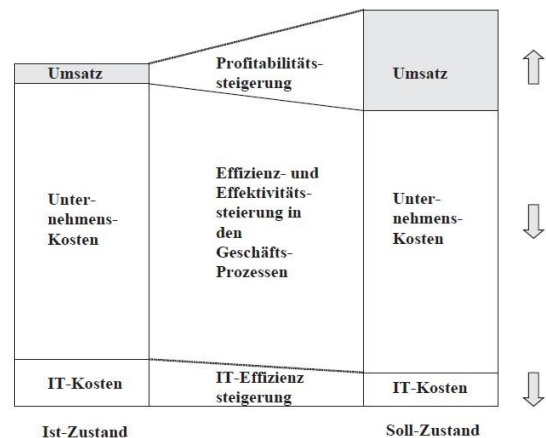 Umsatz
Profitabilitäts-
steigerung
Umsatz
Unter-
nehmens-
Kosten
Effizienz- und
Effektivitäts-
steierung in
den
Geschäfts-
Prozessen
Unter-
nehmens-
Kosten
IT-Kosten
IT-Effizienz
steigerung
IT-Kosten
Ist-Zustand
Soll-Zustand